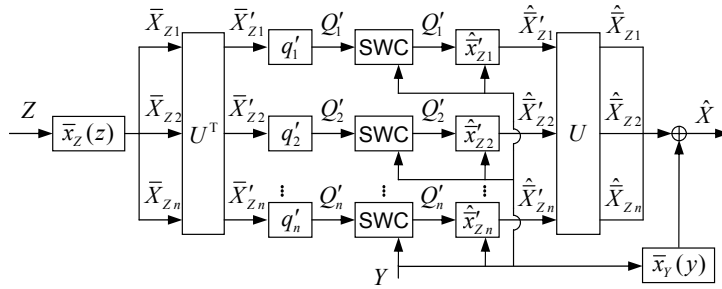 X̄_Z1 X̄′_Z1 Q′_1 Q′_1 X̄̂′_Z1 X̄̂_Z1
q′_1 SWC x̄̂′_Z1
Z X̄_Z2 X̄′_Z2 Q′_2 Q′_2 X̄̂′_Z2 X̄̂_Z2 X̂
x̄_Z(z) U^T q′_2 SWC x̄̂′_Z2 U ⊕
X̄_Zn X̄′_Zn ⋮ Q′_n ⋮ Q′_n ⋮ X̄̂′_Zn X̄̂_Zn
q′_n SWC x̄̂′_Zn
Y x̄_Y(y)